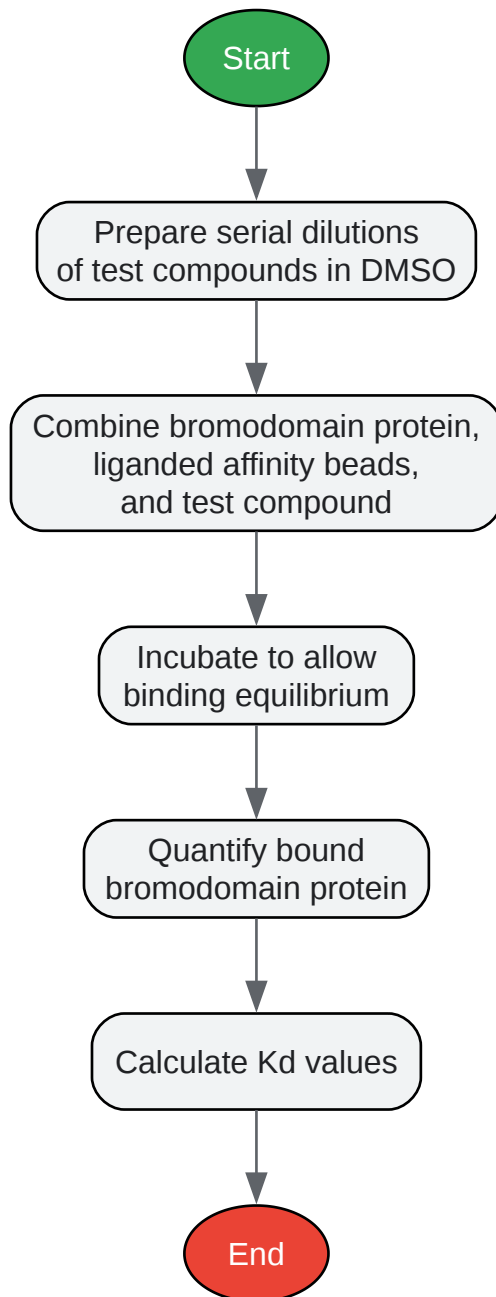 Start
Prepare serial dilutions
of test compounds in DMSO
Combine bromodomain protein,
liganded affinity beads,
and test compound
Incubate to allow
binding equilibrium
Quantify bound
bromodomain protein
Calculate Kd values
End